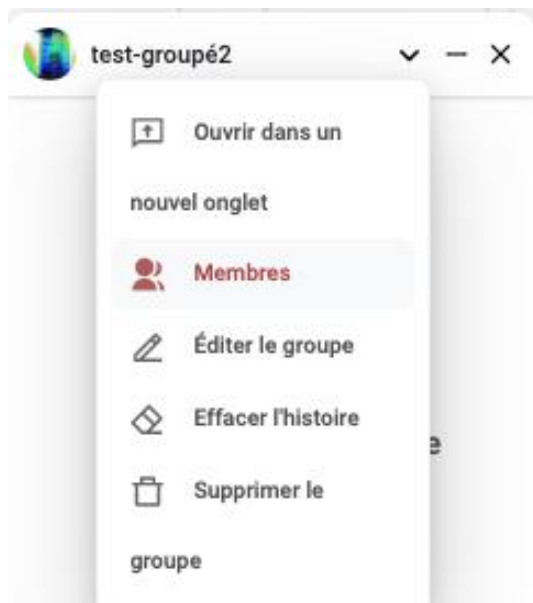 test-groupé2
Ouvrir dans un
nouvel onglet
Membres
Éditer le groupe
Effacer l'histoire
Supprimer le
groupe